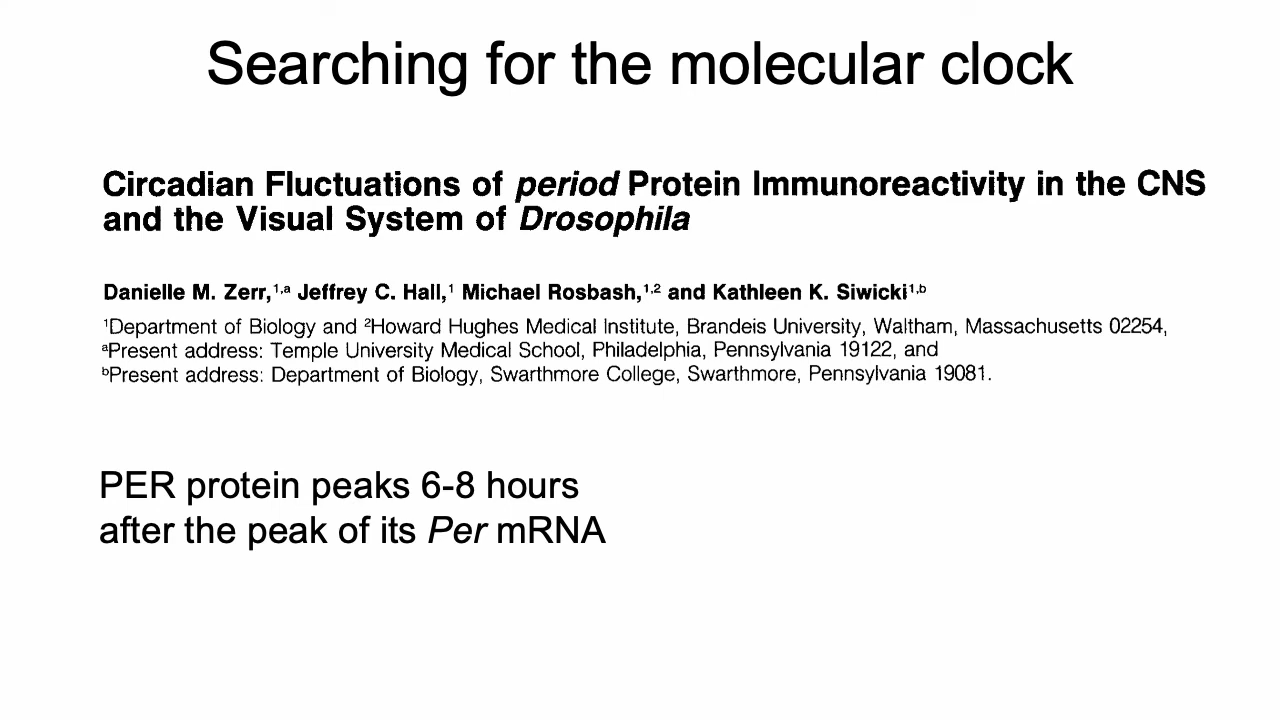 Searching for the molecular clock
Circadian Fluctuations of period Protein Immunoreactivity in the CNS
and the Visual System of Drosophila
Danielle M. Zerr,¹,ᵃ Jeffrey C. Hall,¹ Michael Rosbash,¹,² and Kathleen K. Siwicki¹,ᵇ
¹Department of Biology and ²Howard Hughes Medical Institute, Brandeis University, Waltham, Massachusetts 02254,
ᵃPresent address: Temple University Medical School, Philadelphia, Pennsylvania 19122, and
ᵇPresent address: Department of Biology, Swarthmore College, Swarthmore, Pennsylvania 19081.
PER protein peaks 6-8 hours
after the peak of its Per mRNA